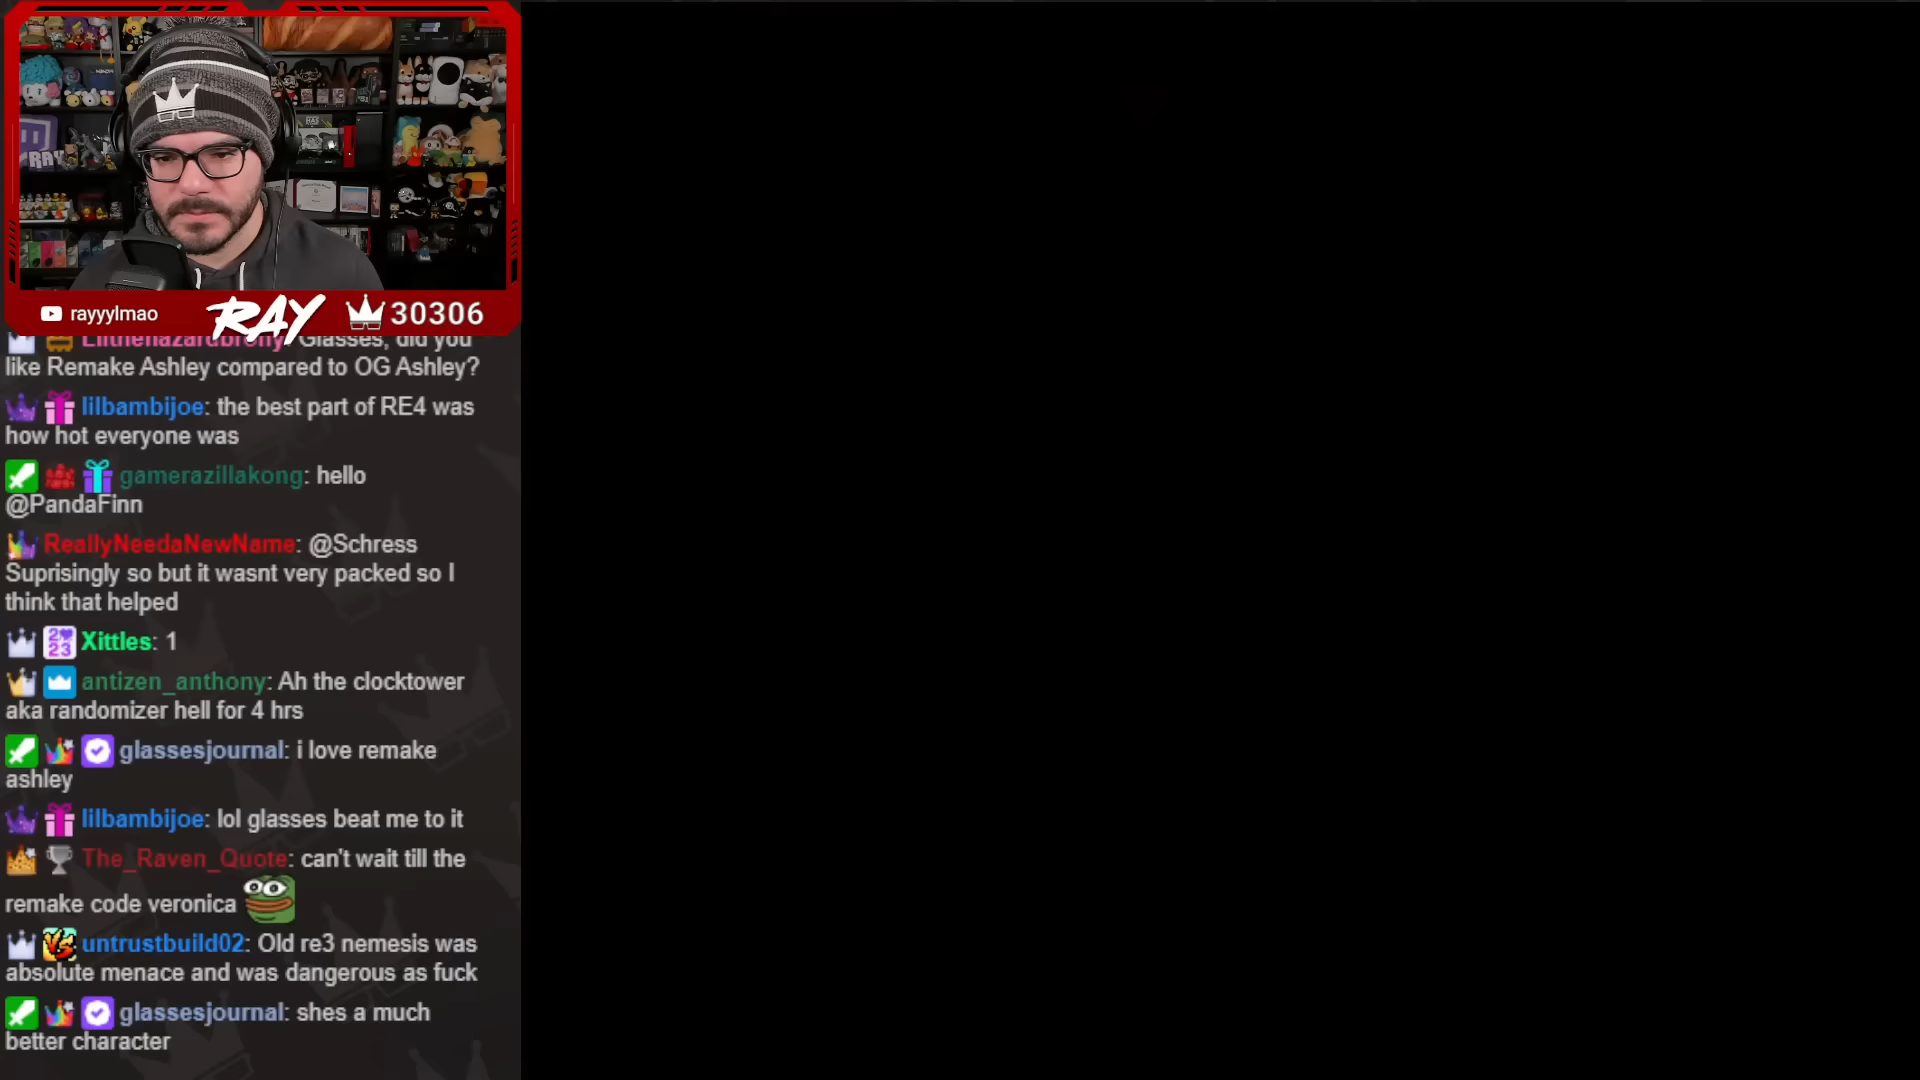 rayyylmao RAY 30306
Glasses, did you
like Remake Ashley compared to OG Ashley?
lilbambijoe: the best part of RE4 was
how hot everyone was
gamerazillakong: hello
@PandaFinn
ReallyNeedaNewName: @Schress
Suprisingly so but it wasnt very packed so I
think that helped
Xittles: 1
antizen_anthony: Ah the clocktower
aka randomizer hell for 4 hrs
glassesjournal: i love remake
ashley
lilbambijoe: lol glasses beat me to it
The_Raven_Quote: can't wait till the
remake code veronica
untrustbuild02: Old re3 nemesis was
absolute menace and was dangerous as fuck
glassesjournal: shes a much
better character